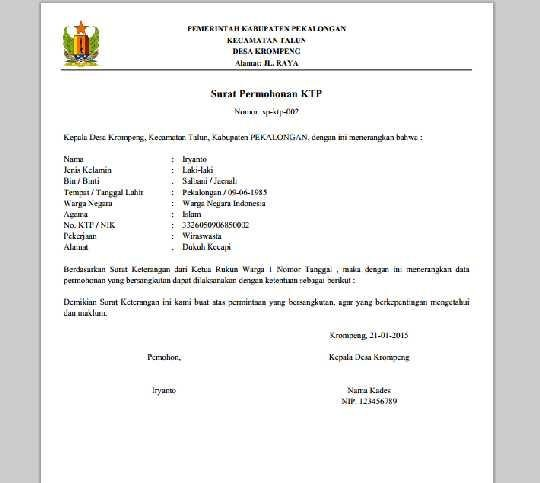 PEMERINTAH KABUPATEN PEKALONGAN
KECAMATAN TALUN
DESA KROMPENG
Alamat: JL. RAYA
Surat Permohonan KTP
Nomor: sp-ktp-002
Kepala Desa Krompeng, Kecamatan Talun, Kabupaten PEKALONGAN, dengan ini menerangkan bahwa :
Nama : Iryanto
Jenis Kelamin : Laki-laki
Bin / Binti : Salbani / Jaenah
Tempat / Tanggal Lahir : Pekalongan / 09-06-1985
Warga Negara : Warga Negara Indonesia
Agama : Islam
No. KTP / NIK : 3326080906850002
Pekerjaan : Wiraswasta
Alamat : Dukuh Kecapi
Berdasarkan Surat Keterangan dari Ketua Rukun Warga 1 Nomor Tanggal , maka dengan ini menerangkan data
permohonan yang bersangkutan dapat dilaksanakan dengan ketentuan sebagai berikut :
Demikian Surat Keterangan ini kami buat atas permintaan yang bersangkutan, agar yang berkepentingan mengetahui
dan maklum.
Krompeng, 21-01-2015
Pemohon, Kepala Desa Krompeng
Iryanto Nama Kades
NIP. 123456789